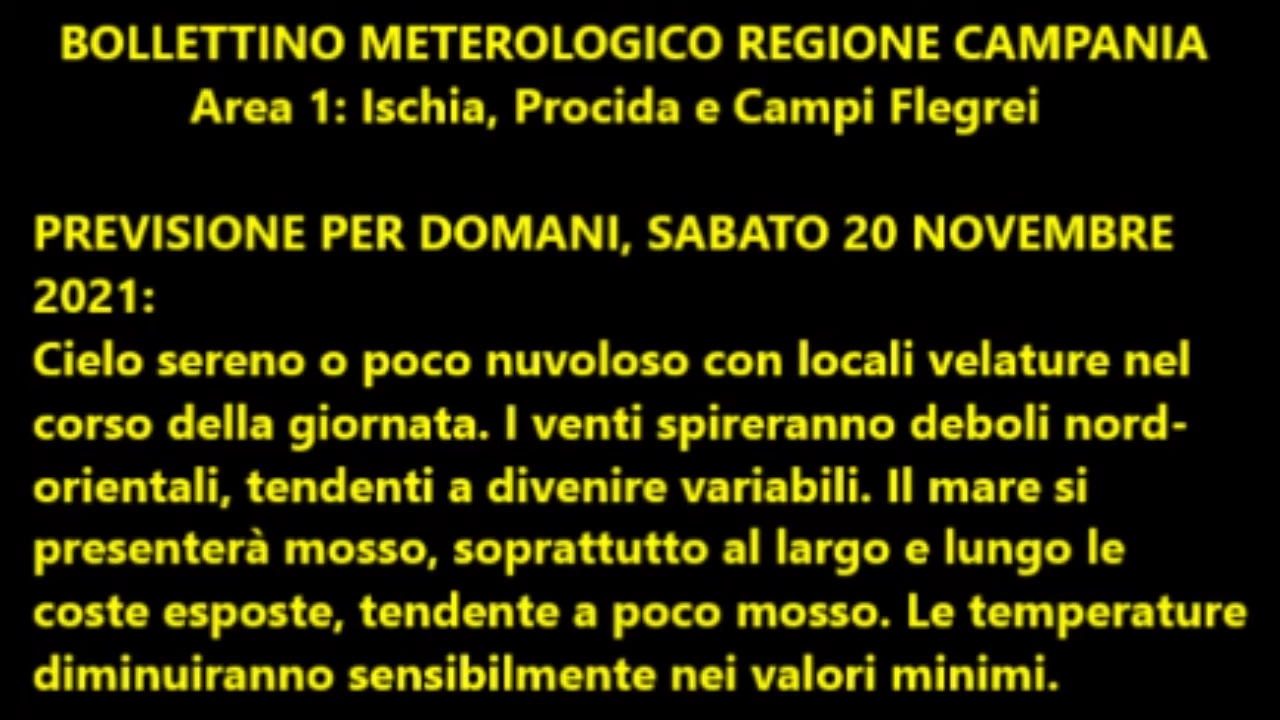 BOLLETTINO METEROLOGICO REGIONE CAMPANIA
Area 1: Ischia, Procida e Campi Flegrei
PREVISIONE PER DOMANI, SABATO 20 NOVEMBRE
2021:
Cielo sereno o poco nuvoloso con locali velature nel
corso della giornata. I venti spireranno deboli nord-
orientali, tendenti a divenire variabili. Il mare si
presenterà mosso, soprattutto al largo e lungo le
coste esposte, tendente a poco mosso. Le temperature
diminuiranno sensibilmente nei valori minimi.